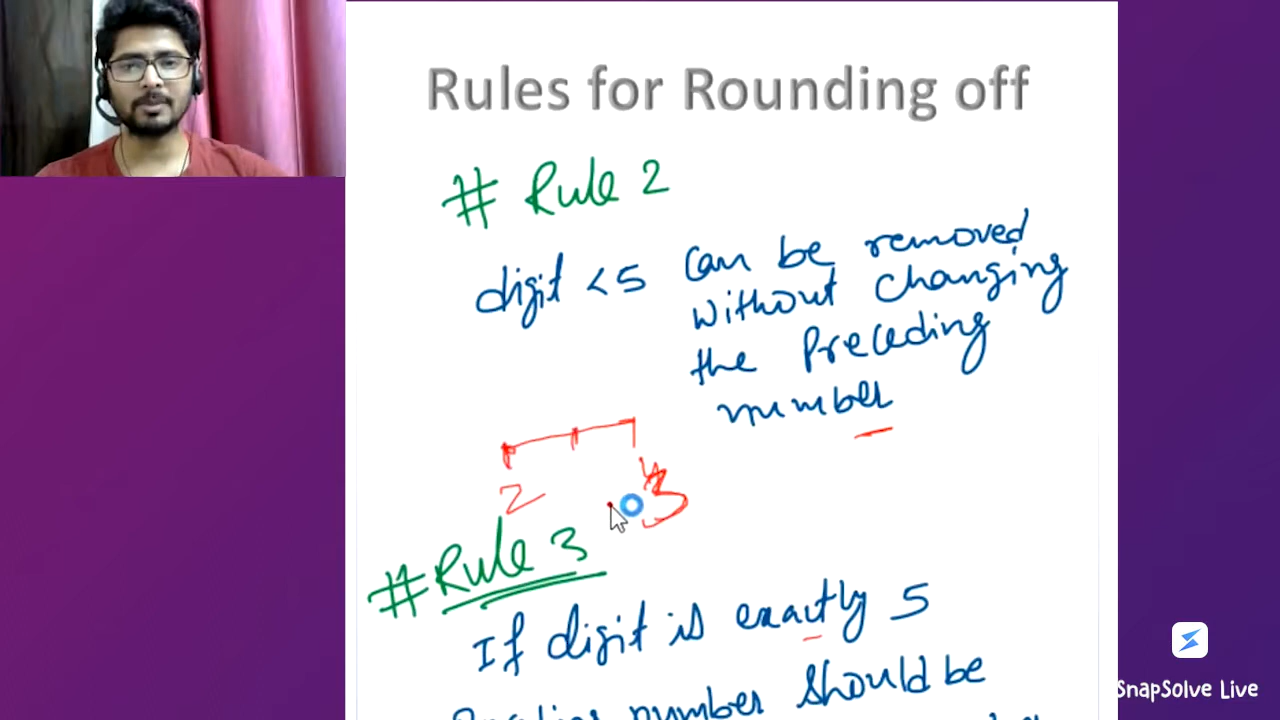 Rules for Rounding off
# Rule 2
digit < 5 can be removed
without changing
the Preceding
number
2 3
# Rule 3
If digit is exactly 5
number should be
SnapSolve Live